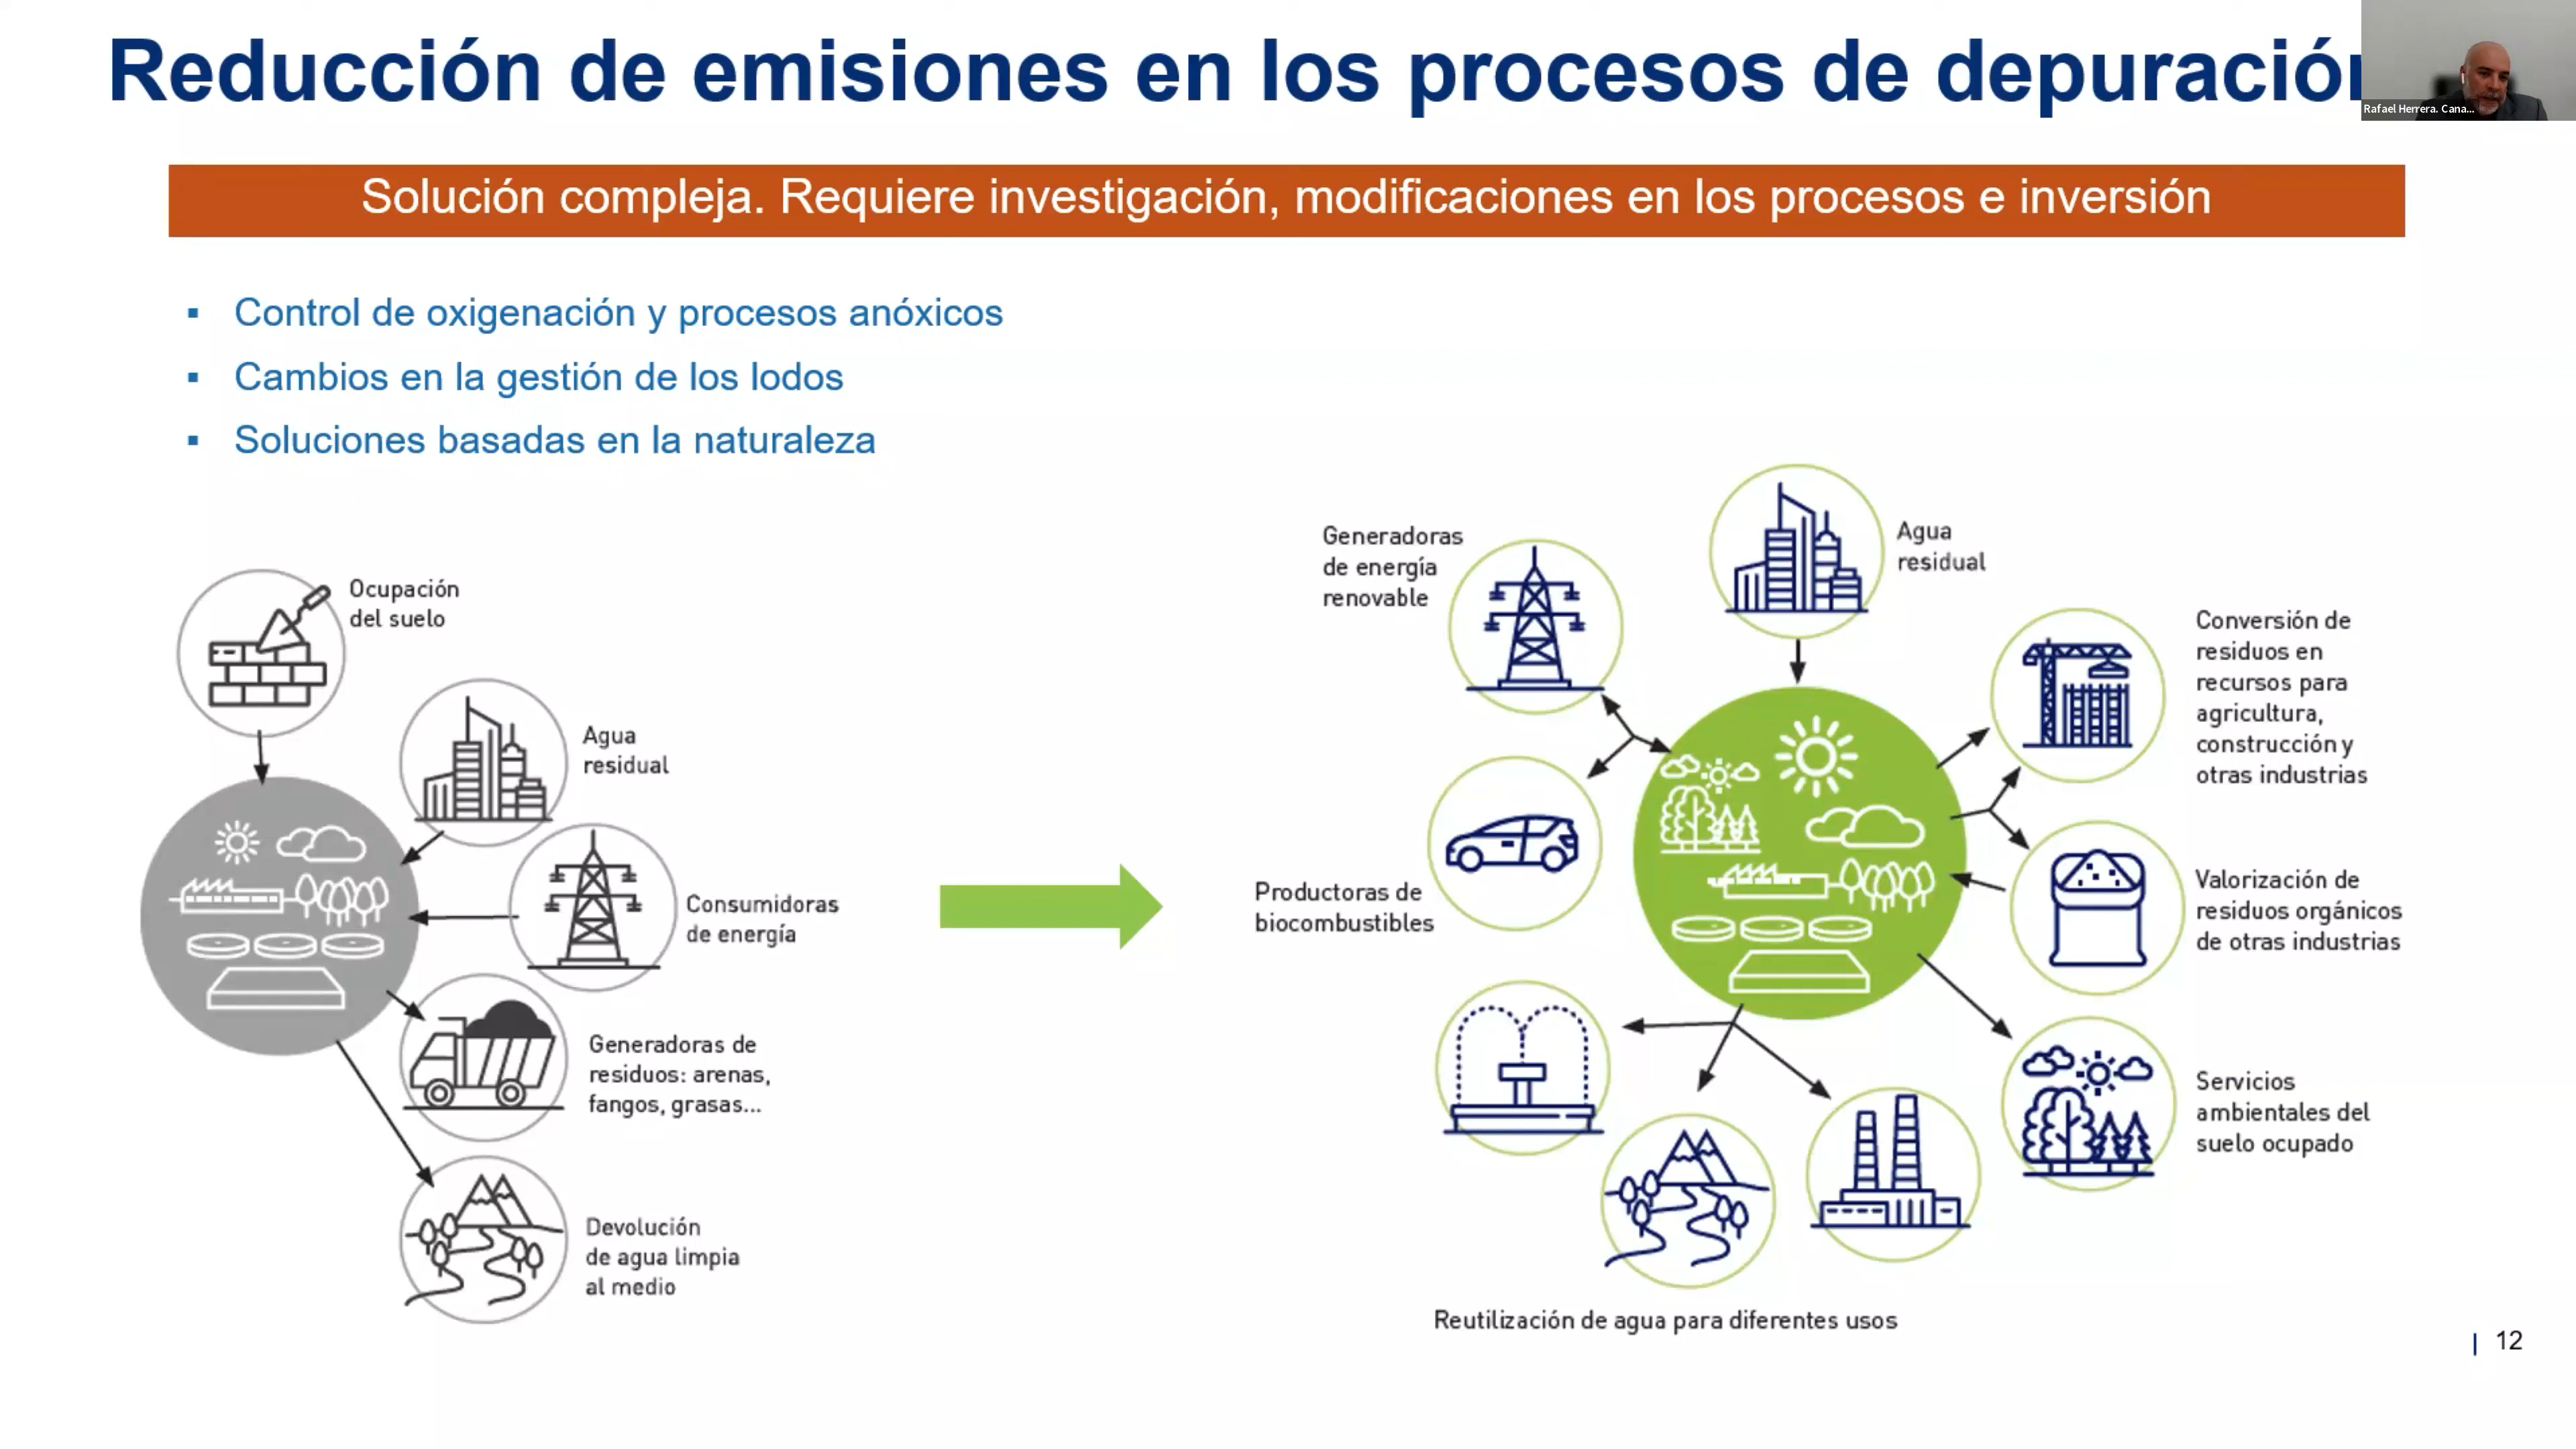 Reducción de emisiones en los procesos de depuración
Rafael Herrera. Cana...
Solución compleja. Requiere investigación, modificaciones en los procesos e inversión
▪ Control de oxigenación y procesos anóxicos
▪ Cambios en la gestión de los lodos
▪ Soluciones basadas en la naturaleza
Ocupación
del suelo
Agua
residual
Consumidoras
de energía
Generadoras de
residuos: arenas,
fangos, grasas...
Devolución
de agua limpia
al medio
Generadoras
de energía
renovable
Agua
residual
Conversión de
residuos en
recursos para
agricultura,
construcción y
otras industrias
Productoras de
biocombustibles
Valorización de
residuos orgánicos
de otras industrias
Servicios
ambientales del
suelo ocupado
Reutilización de agua para diferentes usos
| 12